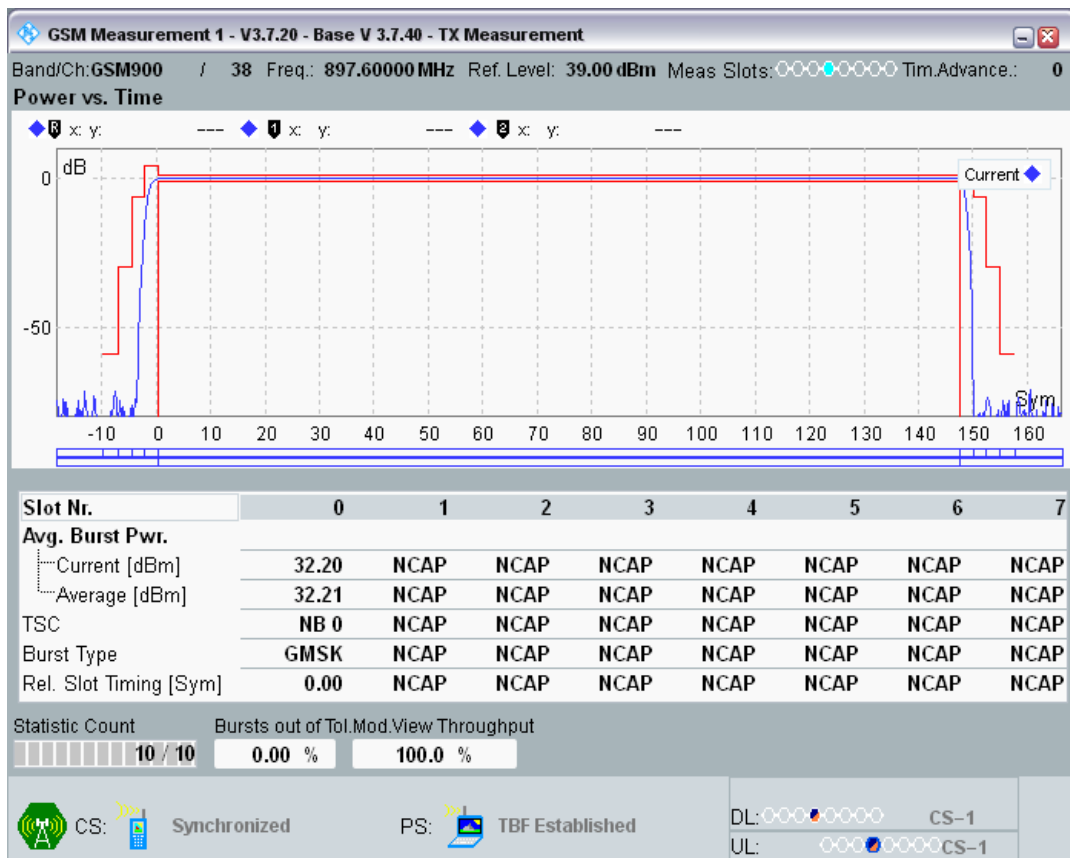 GSM Measurement 1 - V3.7.20 - Base V 3.7.40 - TX Measurement
Band/Ch:GSM900 / 38 Freq.: 897.60000 MHz Ref. Level: 39.00 dBm Meas Slots: Tim.Advance.: 0
Power vs. Time
R x: y: --- 1 x: y: --- 2 x: y: ---
dB
Current
0
-50
Sym
-10 0 10 20 30 40 50 60 70 80 90 100 110 120 130 140 150 160
Slot Nr. 0 1 2 3 4 5 6 7
Avg. Burst Pwr.
Current [dBm] 32.20 NCAP NCAP NCAP NCAP NCAP NCAP NCAP
Average [dBm] 32.21 NCAP NCAP NCAP NCAP NCAP NCAP NCAP
TSC NB 0 NCAP NCAP NCAP NCAP NCAP NCAP NCAP
Burst Type GMSK NCAP NCAP NCAP NCAP NCAP NCAP NCAP
Rel. Slot Timing [Sym] 0.00 NCAP NCAP NCAP NCAP NCAP NCAP NCAP
Statistic Count Bursts out of Tol.Mod.View Throughput
10 / 10 0.00 % 100.0 %
CS: Synchronized PS: TBF Established
DL: CS-1
UL: CS-1